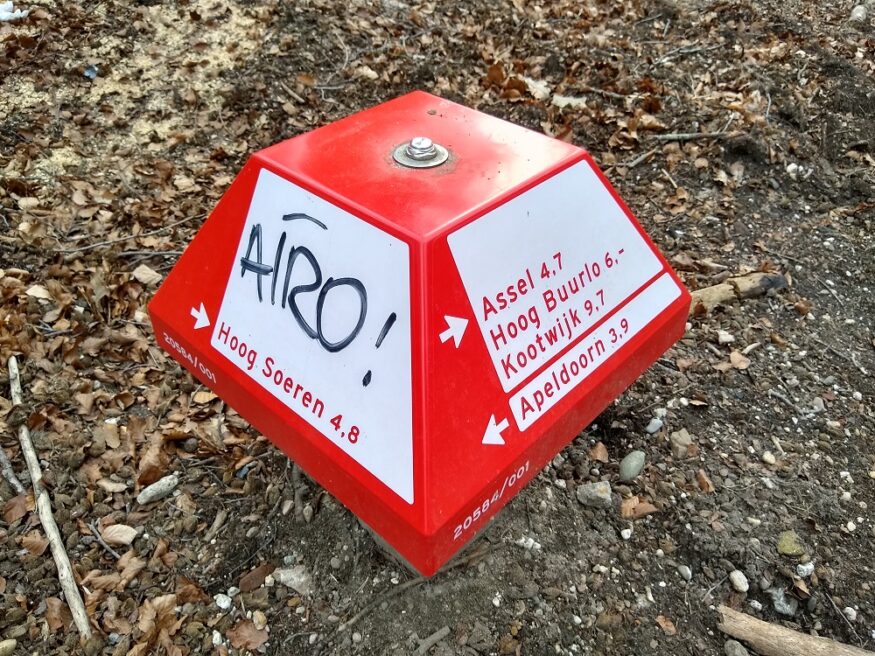 AIRO!
Hoog Soeren 4,8
20584/001
Assel 4,7
Hoog Buurlo 6,-
Kootwijk 9,7
Apeldoorn 3,9
20584/001